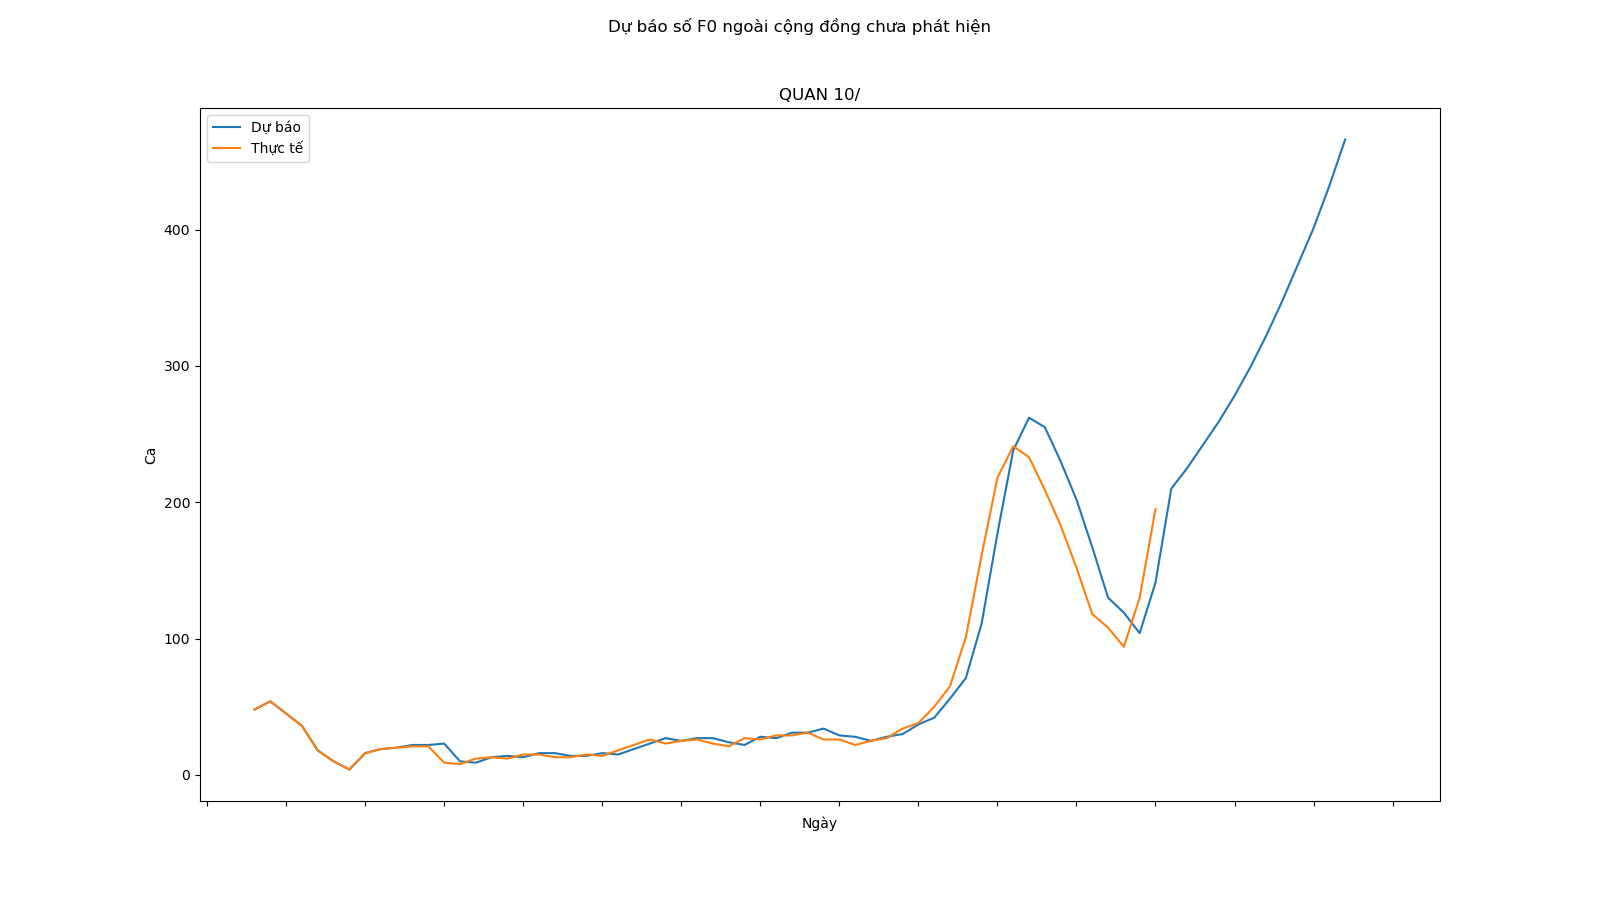 Dự báo số F0 ngoài cộng đồng chưa phát hiện
QUAN 10/
Dự báo
Thực tế
400
300
200
100
0
Ca
Ngày